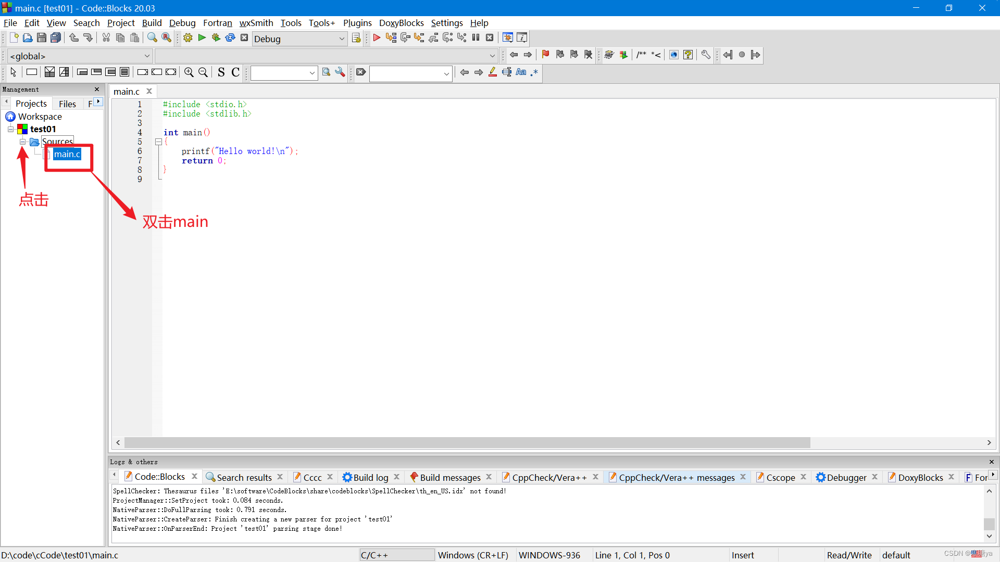 main.c [test01] - Code::Blocks 20.03
File Edit View Search Project Build Debug Fortran wxSmith Tools Tools+ Plugins DoxyBlocks Settings Help
Debug
<global>
/** *<
S C
Aa .*
Management
Projects Files F
Workspace
test01
Sources
main.c
点击
双击main
main.c
1 #include <stdio.h>
2 #include <stdlib.h>
3
4 int main()
5 {
6 printf("Hello world!\n");
7 return 0;
8 }
9
Logs & others
Code::Blocks Search results Cccc Build log Build messages CppCheck/Vera++ CppCheck/Vera++ messages Cscope Debugger DoxyBlocks For
SpellChecker: Thesaurus files 'E:\software\CodeBlocks\share\codeblocks\SpellChecker\th_en_US.idx' not found!
ProjectManager::SetProject took: 0.084 seconds.
NativeParser::DoFullParsing took: 0.791 seconds.
NativeParser::CreateParser: Finish creating a new parser for project 'test01'
NativeParser::OnParserEnd: Project 'test01' parsing stage done!
D:\code\cCode\test01\main.c C/C++ Windows (CR+LF) WINDOWS-936 Line 1, Col 1, Pos 0 Insert Read/Write default
CSDN